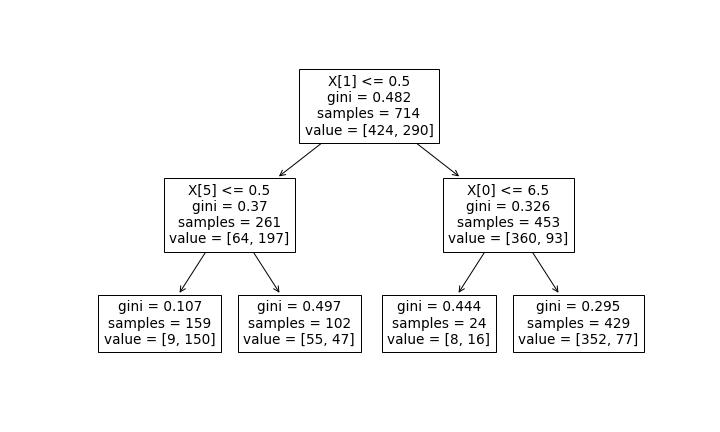 X[1] <= 0.5
gini = 0.482
samples = 714
value = [424, 290]
X[5] <= 0.5
gini = 0.37
samples = 261
value = [64, 197]
X[0] <= 6.5
gini = 0.326
samples = 453
value = [360, 93]
gini = 0.107
samples = 159
value = [9, 150]
gini = 0.497
samples = 102
value = [55, 47]
gini = 0.444
samples = 24
value = [8, 16]
gini = 0.295
samples = 429
value = [352, 77]